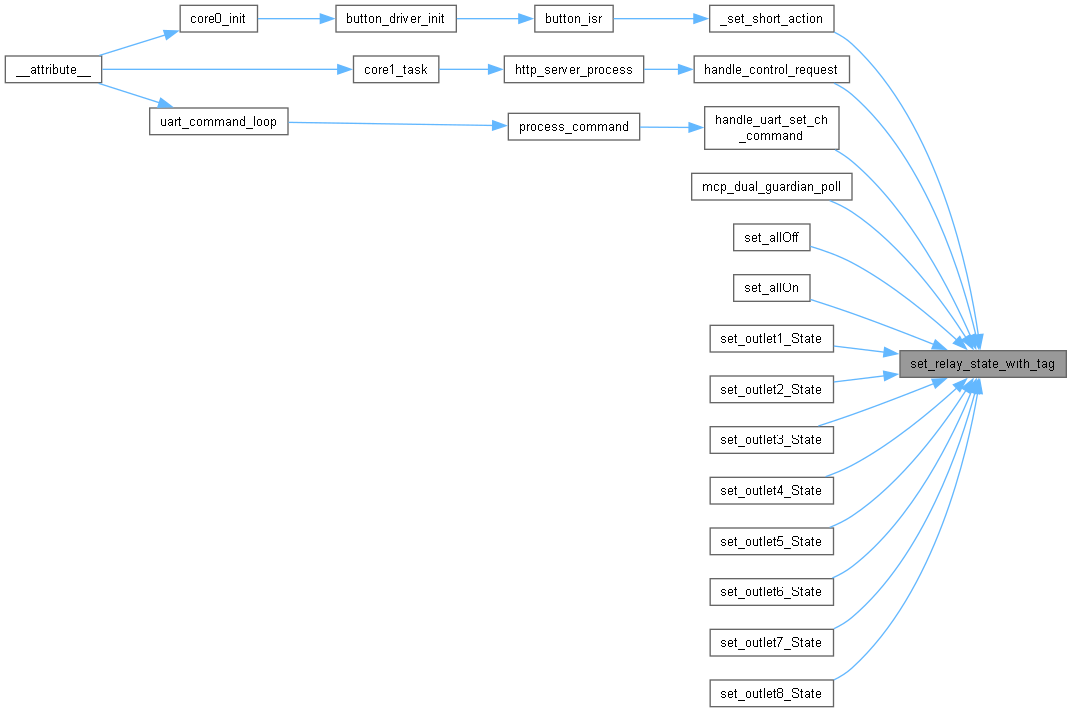 core0_init
button_driver_init
button_isr
_set_short_action
__attribute__
core1_task
http_server_process
handle_control_request
uart_command_loop
process_command
handle_uart_set_ch
_command
mcp_dual_guardian_poll
set_allOff
set_allOn
set_outlet1_State
set_relay_state_with_tag
set_outlet2_State
set_outlet3_State
set_outlet4_State
set_outlet5_State
set_outlet6_State
set_outlet7_State
set_outlet8_State